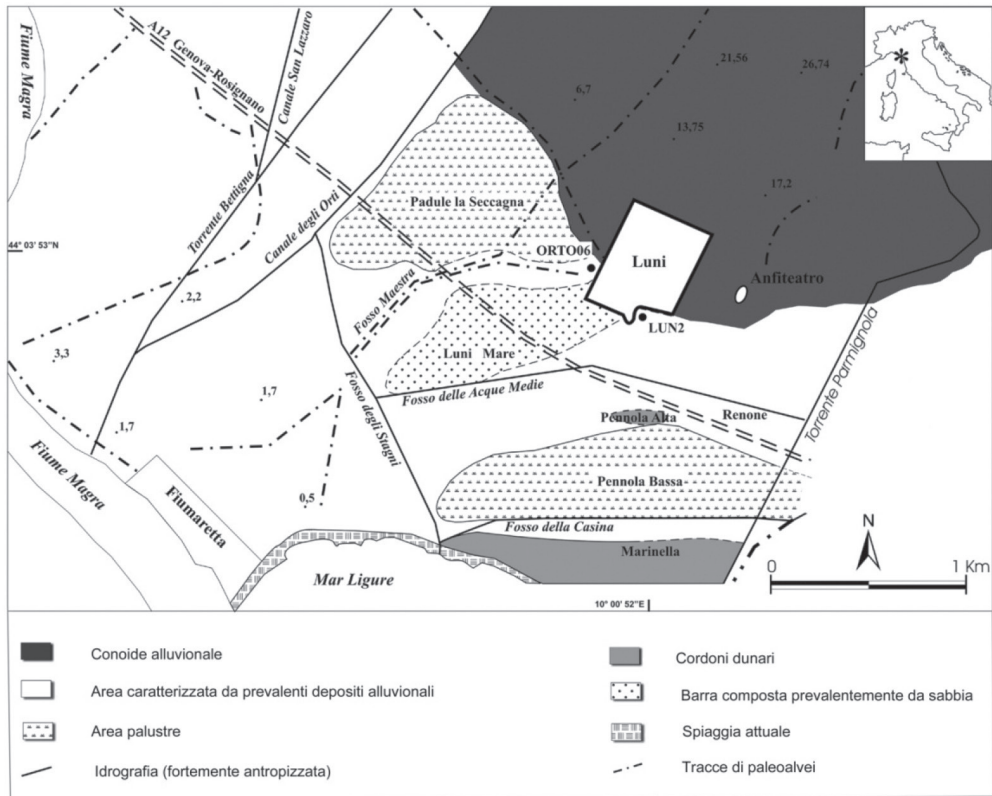 Fiume Magra
A12 Genova-Rosignano
Canale San Lazzaro
21,56
26,74
6,7
13,75
17,2
Padule la Seccagna
Torrente Bettigna
Canale degli Orti
44 03’ 53”N
ORTO06
Luni
Anfiteatro
2,2
Fosso Maestra
LUN2
Luni Mare
3,3
1,7
Fosso delle Acque Medie
Renone
Pennola Alta
Torrente Parmignola
1,7
Fosso degli Stagni
Fiume Magra
Fiumaretta
Pennola Bassa
0,5
Fosso della Casina
Marinella
N
Mar Ligure
0 1 Km
10° 00’ 52”E
Conoide alluvionale
Area caratterizzata da prevalenti depositi alluvionali
Area palustre
Idrografia (fortemente antropizzata)
Cordoni dunari
Barra composta prevalentemente da sabbia
Spiaggia attuale
Tracce di paleoalvei